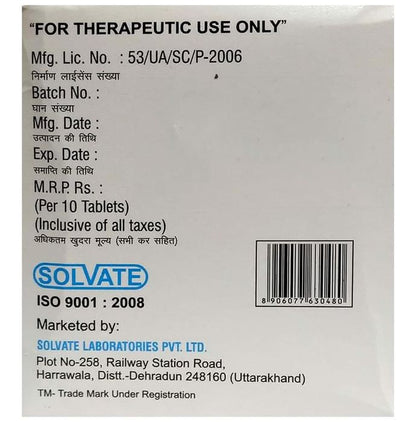 "FOR THERAPEUTIC USE ONLY"
Mfg. Lic. No. : 53/UA/SC/P-2006
निर्माण लाईसेंस संख्या
Batch No. :
घान संख्या
Mfg. Date :
उत्पादन की तिथि
Exp. Date :
समाप्ति की तिथि
M.R.P. Rs. :
(Per 10 Tablets)
(Inclusive of all taxes)
अधिकतम खुदरा मूल्य (सभी कर सहित)
SOLVATE
ISO 9001 : 2008
8 906077 630480
Marketed by:
SOLVATE LABORATORIES PVT. LTD.
Plot No-258, Railway Station Road,
Harrawala, Distt.-Dehradun 248160 (Uttarakhand)
TM- Trade Mark Under Registration